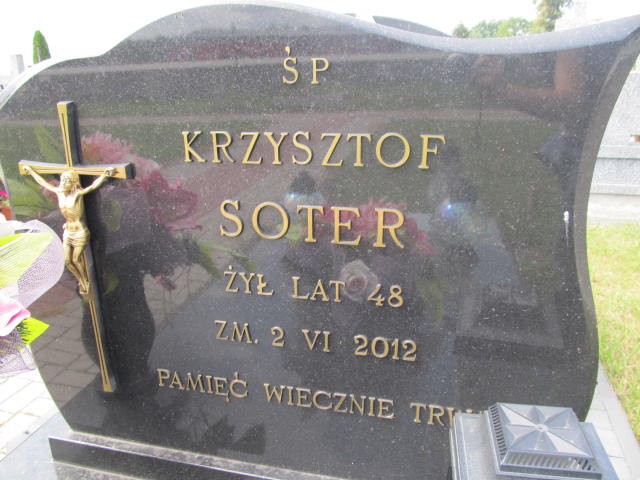 ŚP
KRZYSZTOF
SOTER
ŻYŁ LAT 48
ZM. 2 VI 2012
PAMIĘĆ WIECZNIE